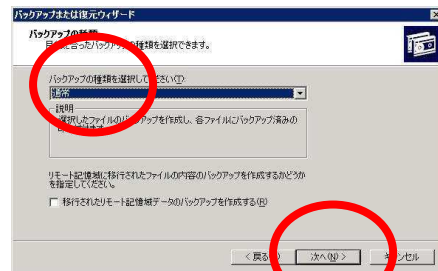 バックアップまたは復元ウィザード
バックアップの種類
目的に合ったバックアップの種類を選択できます。
バックアップの種類を選択してください(T):
通常
説明
選択したファイルのバックアップを作成し、各ファイルにバックアップ済みの
リモート記憶域に移行されたファイルの内容のバックアップを作成するかどうか
を指定してください。
移行されたリモート記憶域データのバックアップを作成する(R)
< 戻る
次へ(N) >
キャンセル